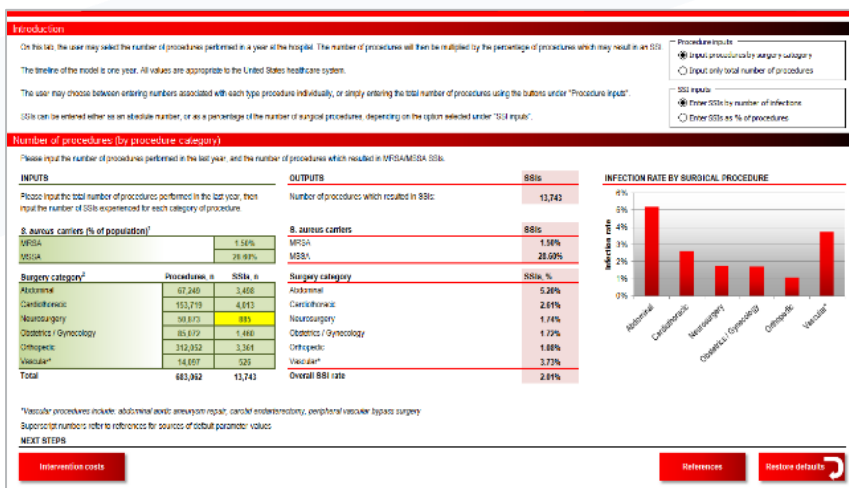 Introduction
On this tab, the user may select the number of procedures performed in a year at the hospital. The number of procedures will then be multiplied by the percentage of procedures which may result in an SSI.
The timeline of the model is one year. All values are appropriate to the United States healthcare system.
The user may choose between entering numbers associated with each type procedure individually, or simply entering the total number of procedures using the buttons under "Procedure inputs".
SSIs can be entered either as an absolute number, or as a percentage of the number of surgical procedures, depending on the option selected under "SSI inputs".
Procedure inputs
Input procedures by surgery category
Input only total number of procedures
SSI inputs
Enter SSIs by number of infections
Enter SSIs as % of procedures
Number of procedures (by procedure category)
Please input the number of procedures performed in the last year, and the number of procedures which resulted in MRSA/MSSA SSIs.
INPUTS
Please input the total number of procedures performed in the last year, then
input the number of SSIs experienced for each category of procedure.
S. aureus carriers (% of population)¹
MRSA 1.50%
MSSA 28.60%
Surgery category² Procedures, n SSIs, n
Abdominal 67,249 3,498
Cardiothoracic 153,719 4,013
Neurosurgery 50,873 885
Obstetrics / Gynecology 85,072 1,460
Orthopedic 312,052 3,361
Vascular* 14,097 526
Total 683,062 13,743
OUTPUTS SSIs
Number of procedures which resulted in SSIs: 13,743
S. aureus carriers SSIs
MRSA 1.50%
MSSA 28.60%
Surgery category SSIs, %
Abdominal 5.20%
Cardiothoracic 2.61%
Neurosurgery 1.74%
Obstetrics / Gynecology 1.72%
Orthopedic 1.08%
Vascular* 3.73%
Overall SSI rate 2.01%
INFECTION RATE BY SURGICAL PROCEDURE
Infection rate
6%
5%
4%
3%
2%
1%
0%
Abdominal
Cardiothoracic
Neurosurgery
Obstetrics / Gynecology
Orthopedic
Vascular*
*Vascular procedures include: abdominal aortic aneurysm repair, carotid endarterectomy, peripheral vascular bypass surgery
Superscript numbers refer to references for sources of default parameter values
NEXT STEPS
Intervention costs
References
Restore defaults